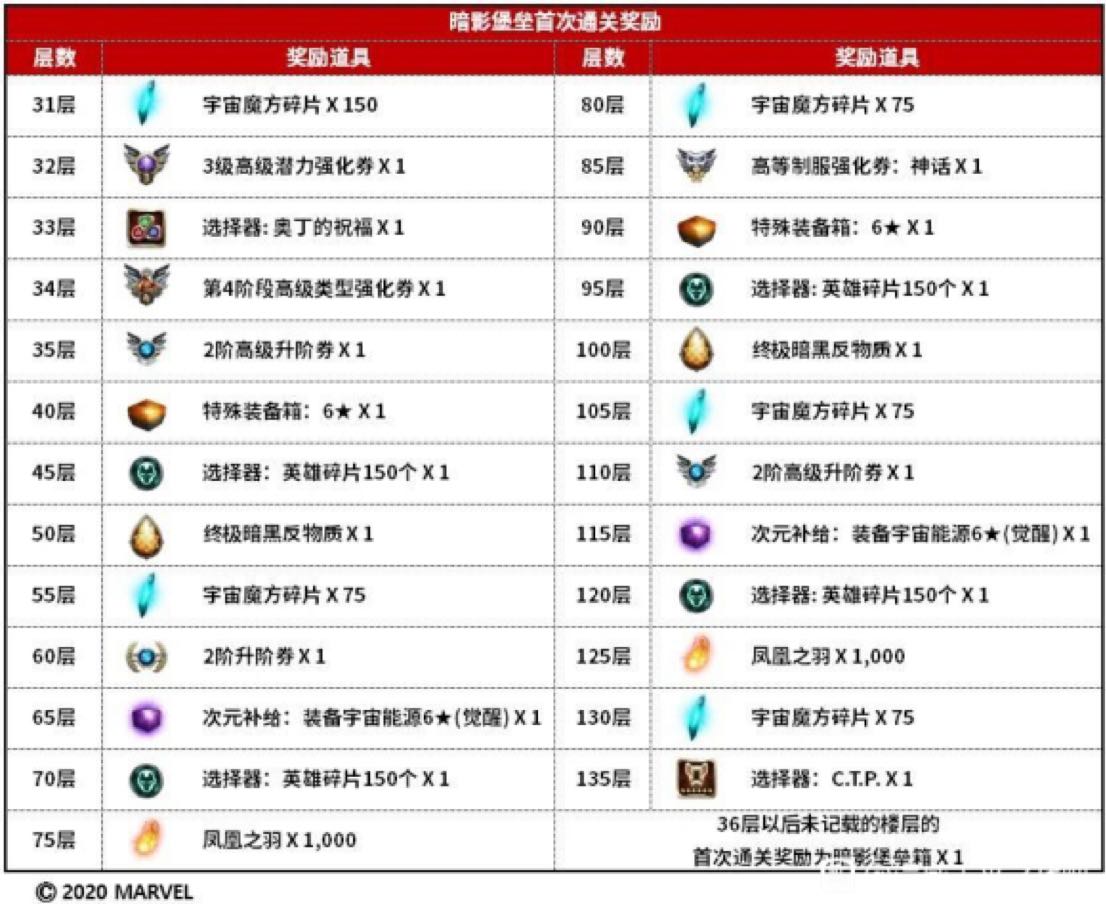 暗影堡垒首次通关奖励
层数 奖励道具 层数 奖励道具
31层 宇宙魔方碎片 X 150 80层 宇宙魔方碎片 X 75
32层 3级高级潜力强化券 X 1 85层 高等制服强化券：神话 X 1
33层 选择器: 奥丁的祝福 X 1 90层 特殊装备箱：6★ X 1
34层 第4阶段高级类型强化券 X 1 95层 选择器: 英雄碎片150个 X 1
35层 2阶高级升阶券 X 1 100层 终极暗黑反物质 X 1
40层 特殊装备箱：6★ X 1 105层 宇宙魔方碎片 X 75
45层 选择器：英雄碎片150个 X 1 110层 2阶高级升阶券 X 1
50层 终极暗黑反物质 X 1 115层 次元补给：装备宇宙能源6★(觉醒) X 1
55层 宇宙魔方碎片 X 75 120层 选择器: 英雄碎片150个 X 1
60层 2阶升阶券 X 1 125层 凤凰之羽 X 1,000
65层 次元补给：装备宇宙能源6★(觉醒) X 1 130层 宇宙魔方碎片 X 75
70层 选择器：英雄碎片150个 X 1 135层 选择器：C.T.P. X 1
75层 凤凰之羽 X 1,000 36层以后未记载的楼层的
首次通关奖励为暗影堡垒箱 X 1
© 2020 MARVEL